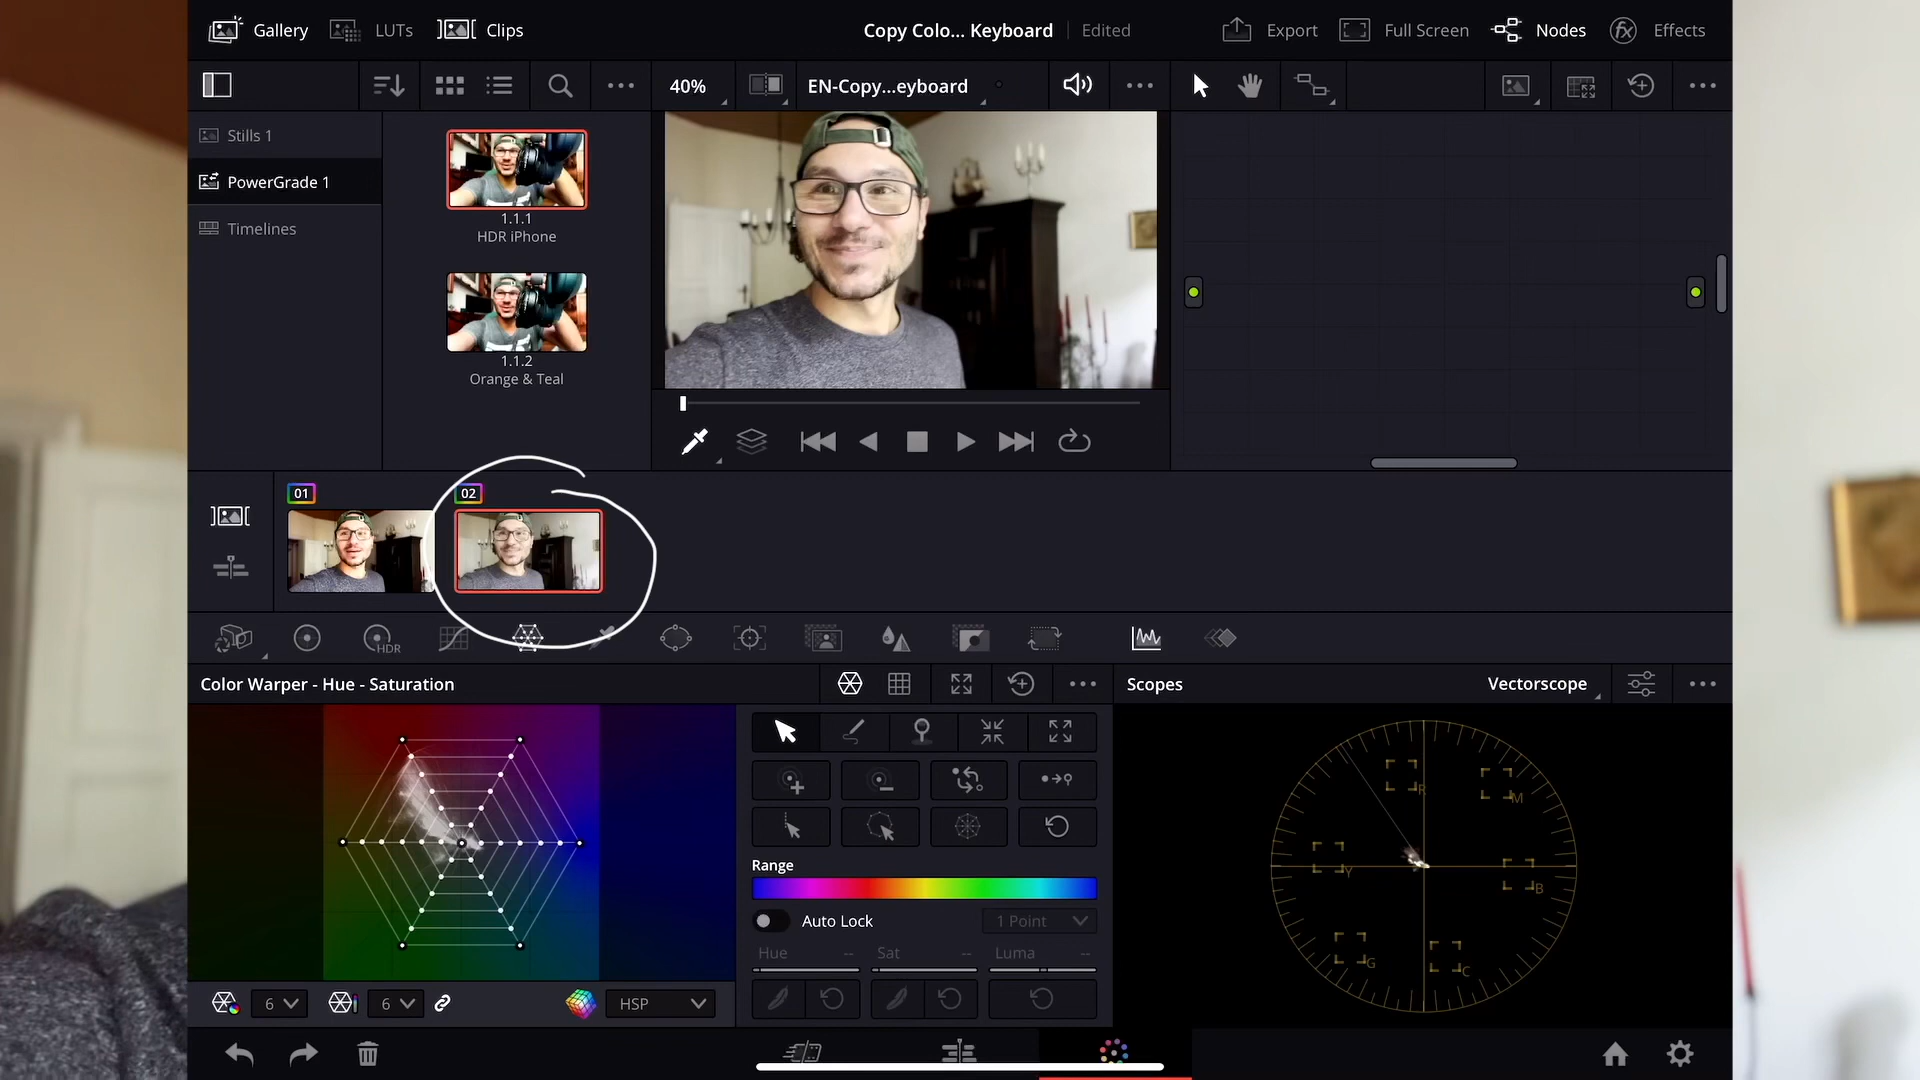 Gallery LUTs Clips Copy Colo... Keyboard Edited Export Full Screen Nodes fx Effects
40% EN-Copy...eyboard
Stills 1
PowerGrade 1
Timelines
1.1.1
HDR iPhone
1.1.2
Orange & Teal
01 02
HDR
Color Warper - Hue - Saturation
Scopes Vectorscope
Range
Auto Lock 1 Point
Hue -- Sat -- Luma --
6 6 HSP
R M
Y B
G C